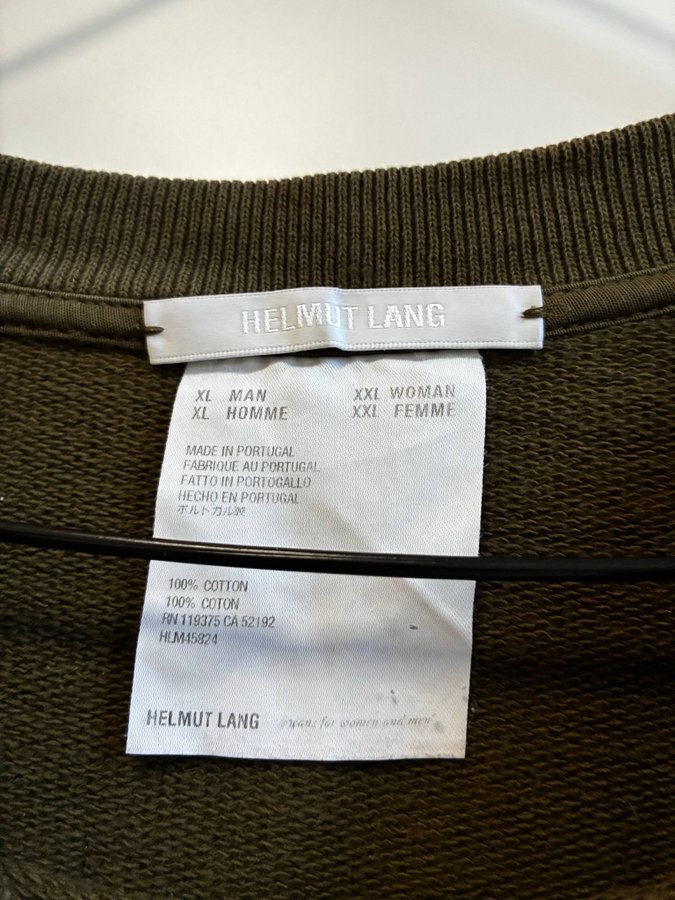 HELMUT LANG
XL MAN XXL WOMAN
XL HOMME XXL FEMME
MADE IN PORTUGAL
FABRIQUÉ AU PORTUGAL
FATTO IN PORTOGALLO
HECHO EN PORTUGAL
ポルトガル製
100% COTTON
100% COTON
RN 119375 CA 52192
HLM45824
HELMUT LANG jeans for women and men